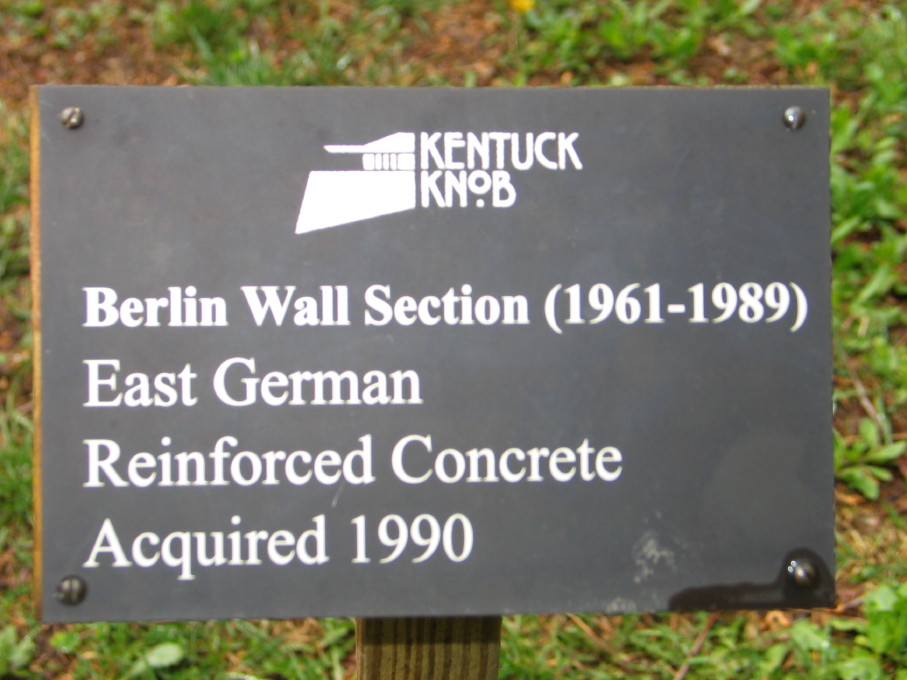 KENTUCK
KNOB
Berlin Wall Section (1961-1989)
East German
Reinforced Concrete
Acquired 1990